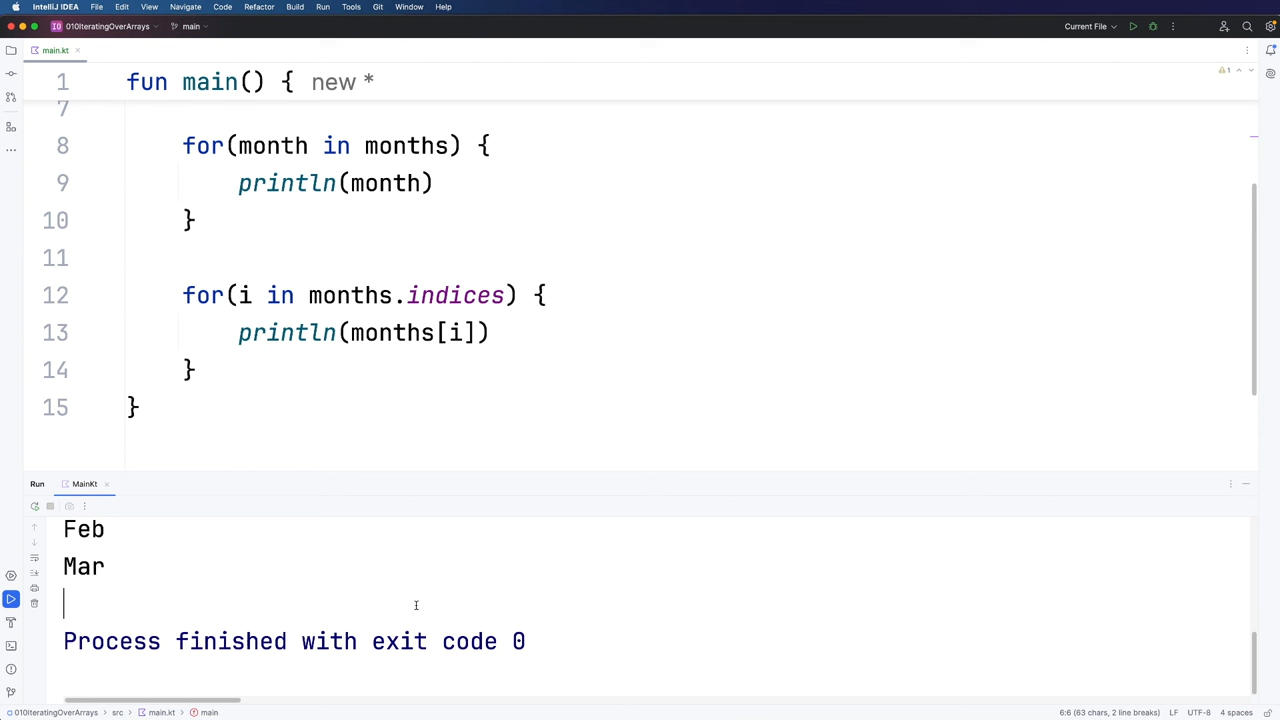 IntelliJ IDEA File Edit View Navigate Code Refactor Build Run Tools Git Window Help
IO 010IteratingOverArrays main Current File
main.kt
1 fun main() { new *
1
7
8 for(month in months) {
9 println(month)
10 }
11
12 for(i in months.indices) {
13 println(months[i])
14 }
15 }
Run MainKt
Feb
Mar
Process finished with exit code 0
010IteratingOverArrays > src > main.kt > main 6:6 (63 chars, 2 line breaks) LF UTF-8 4 spaces